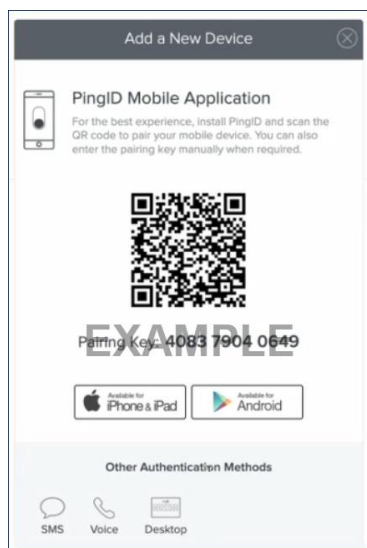 Add a New Device
PingID Mobile Application
For the best experience, install PingID and scan the
QR code to pair your mobile device. You can also
enter the pairing key manually when required.
EXAMPLE
Pairing Key: 4083 7904 0649
Available for
iPhone & iPad
Available for
Android
Other Authentication Methods
SMS
Voice
Desktop